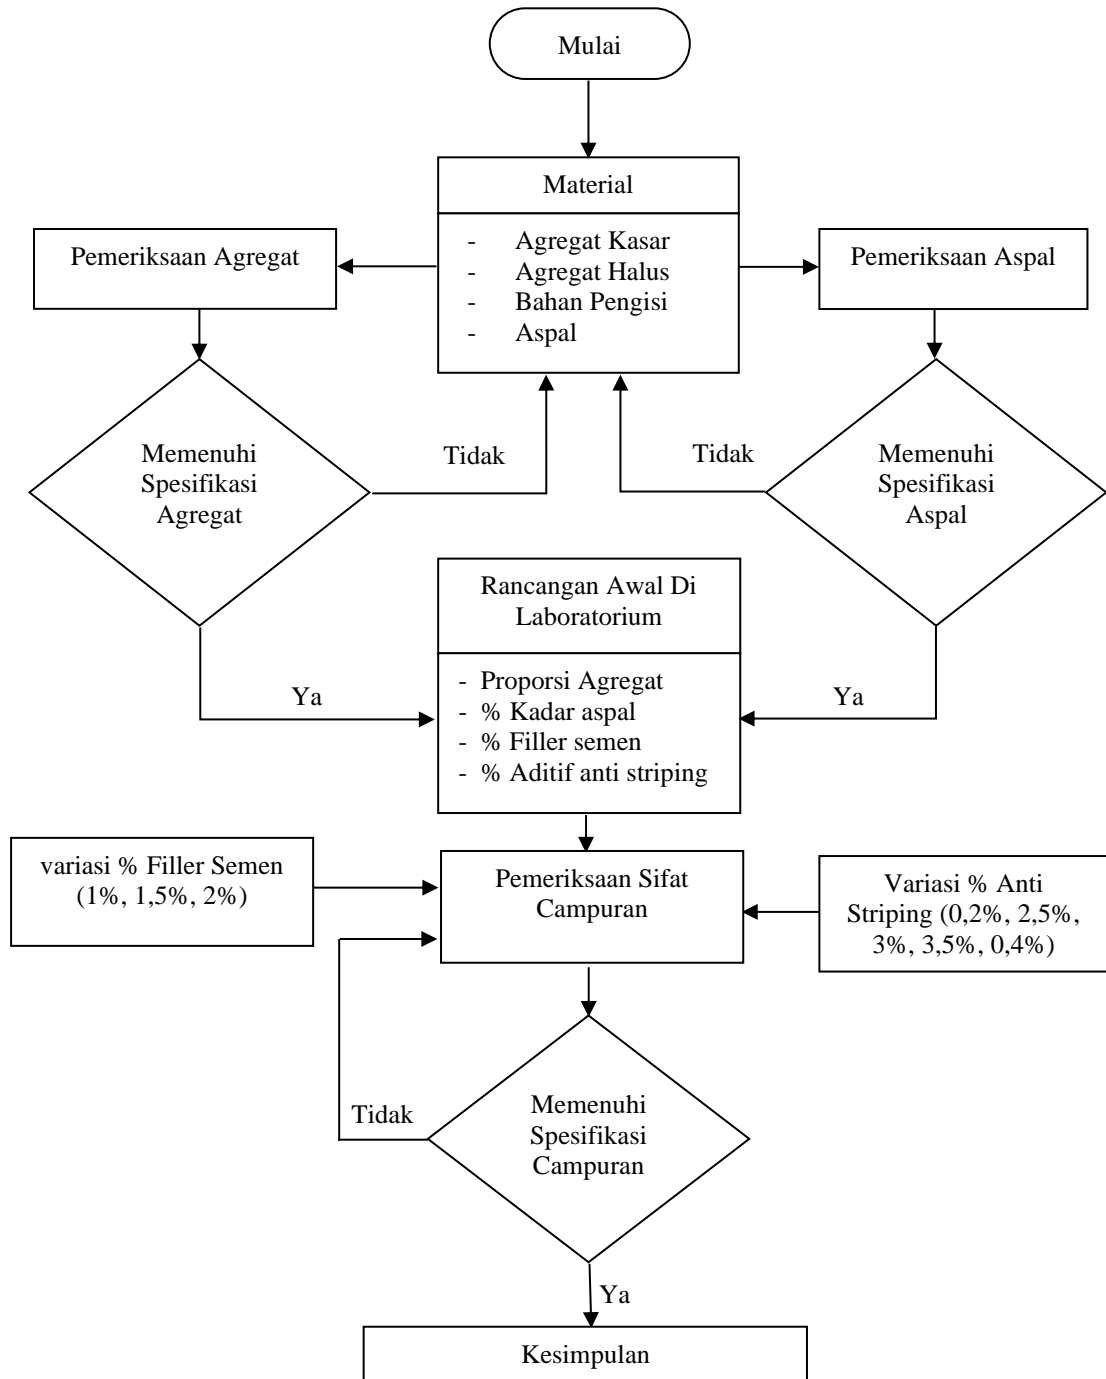 Mulai
Material
- Agregat Kasar
- Agregat Halus
- Bahan Pengisi
- Aspal
Pemeriksaan Agregat
Pemeriksaan Aspal
Memenuhi
Spesifikasi
Agregat
Tidak
Tidak
Memenuhi
Spesifikasi
Aspal
Rancangan Awal Di
Laboratorium
- Proporsi Agregat
- % Kadar aspal
- % Filler semen
- % Aditif anti striping
Ya
Ya
variasi % Filler Semen
(1%, 1,5%, 2%)
Pemeriksaan Sifat
Campuran
Variasi % Anti
Striping (0,2%, 2,5%,
3%, 3,5%, 0,4%)
Tidak
Memenuhi
Spesifikasi
Campuran
Ya
Kesimpulan